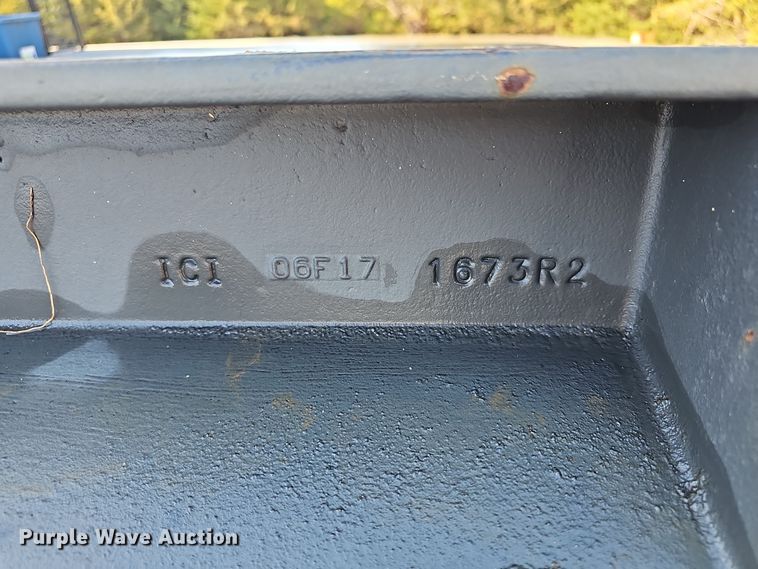 ICI 06F17 1673R2
Purple Wave Auction